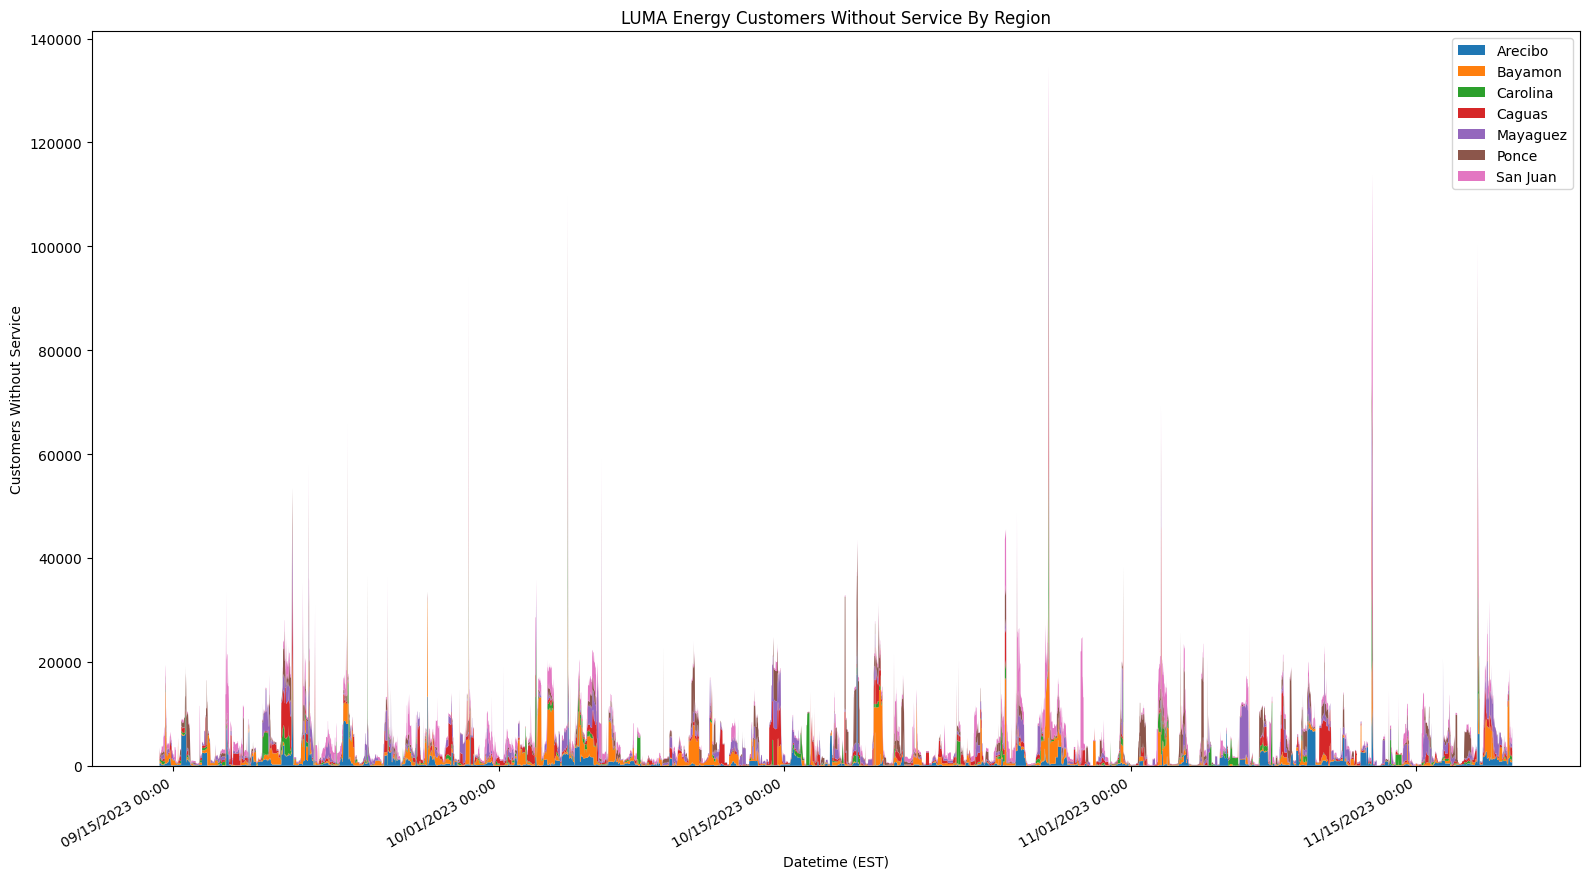 LUMA Energy Customers Without Service By Region
140000
120000
100000
80000
60000
40000
20000
0
Customers Without Service
Arecibo
Bayamon
Carolina
Caguas
Mayaguez
Ponce
San Juan
09/15/2023 00:00
10/01/2023 00:00
10/15/2023 00:00
11/01/2023 00:00
11/15/2023 00:00
Datetime (EST)